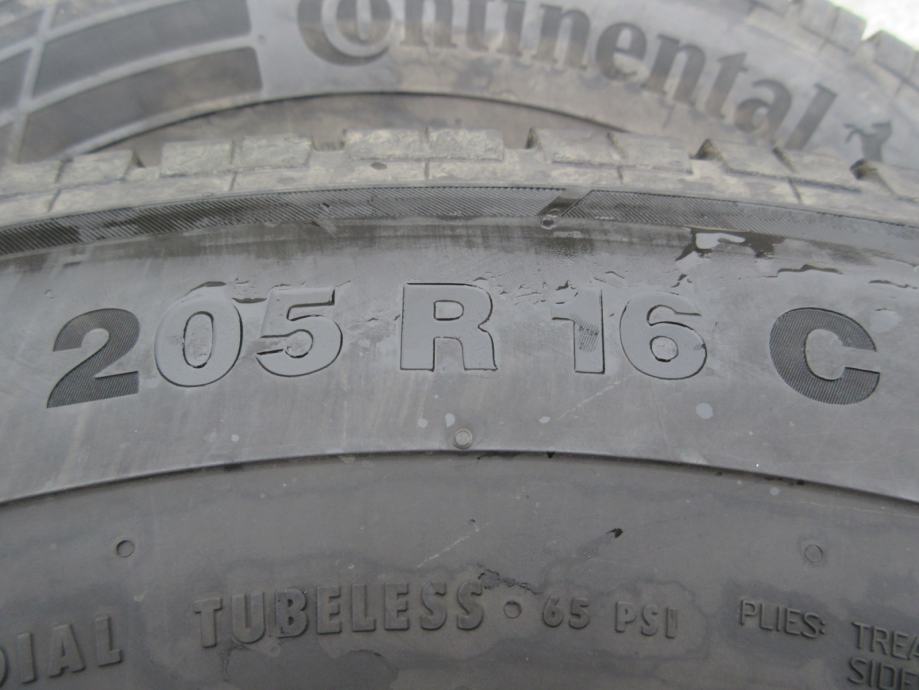 Continental
205 R 16 C
DIAL TUBELESS • 65 PSI PLIES: TREA
SIDE